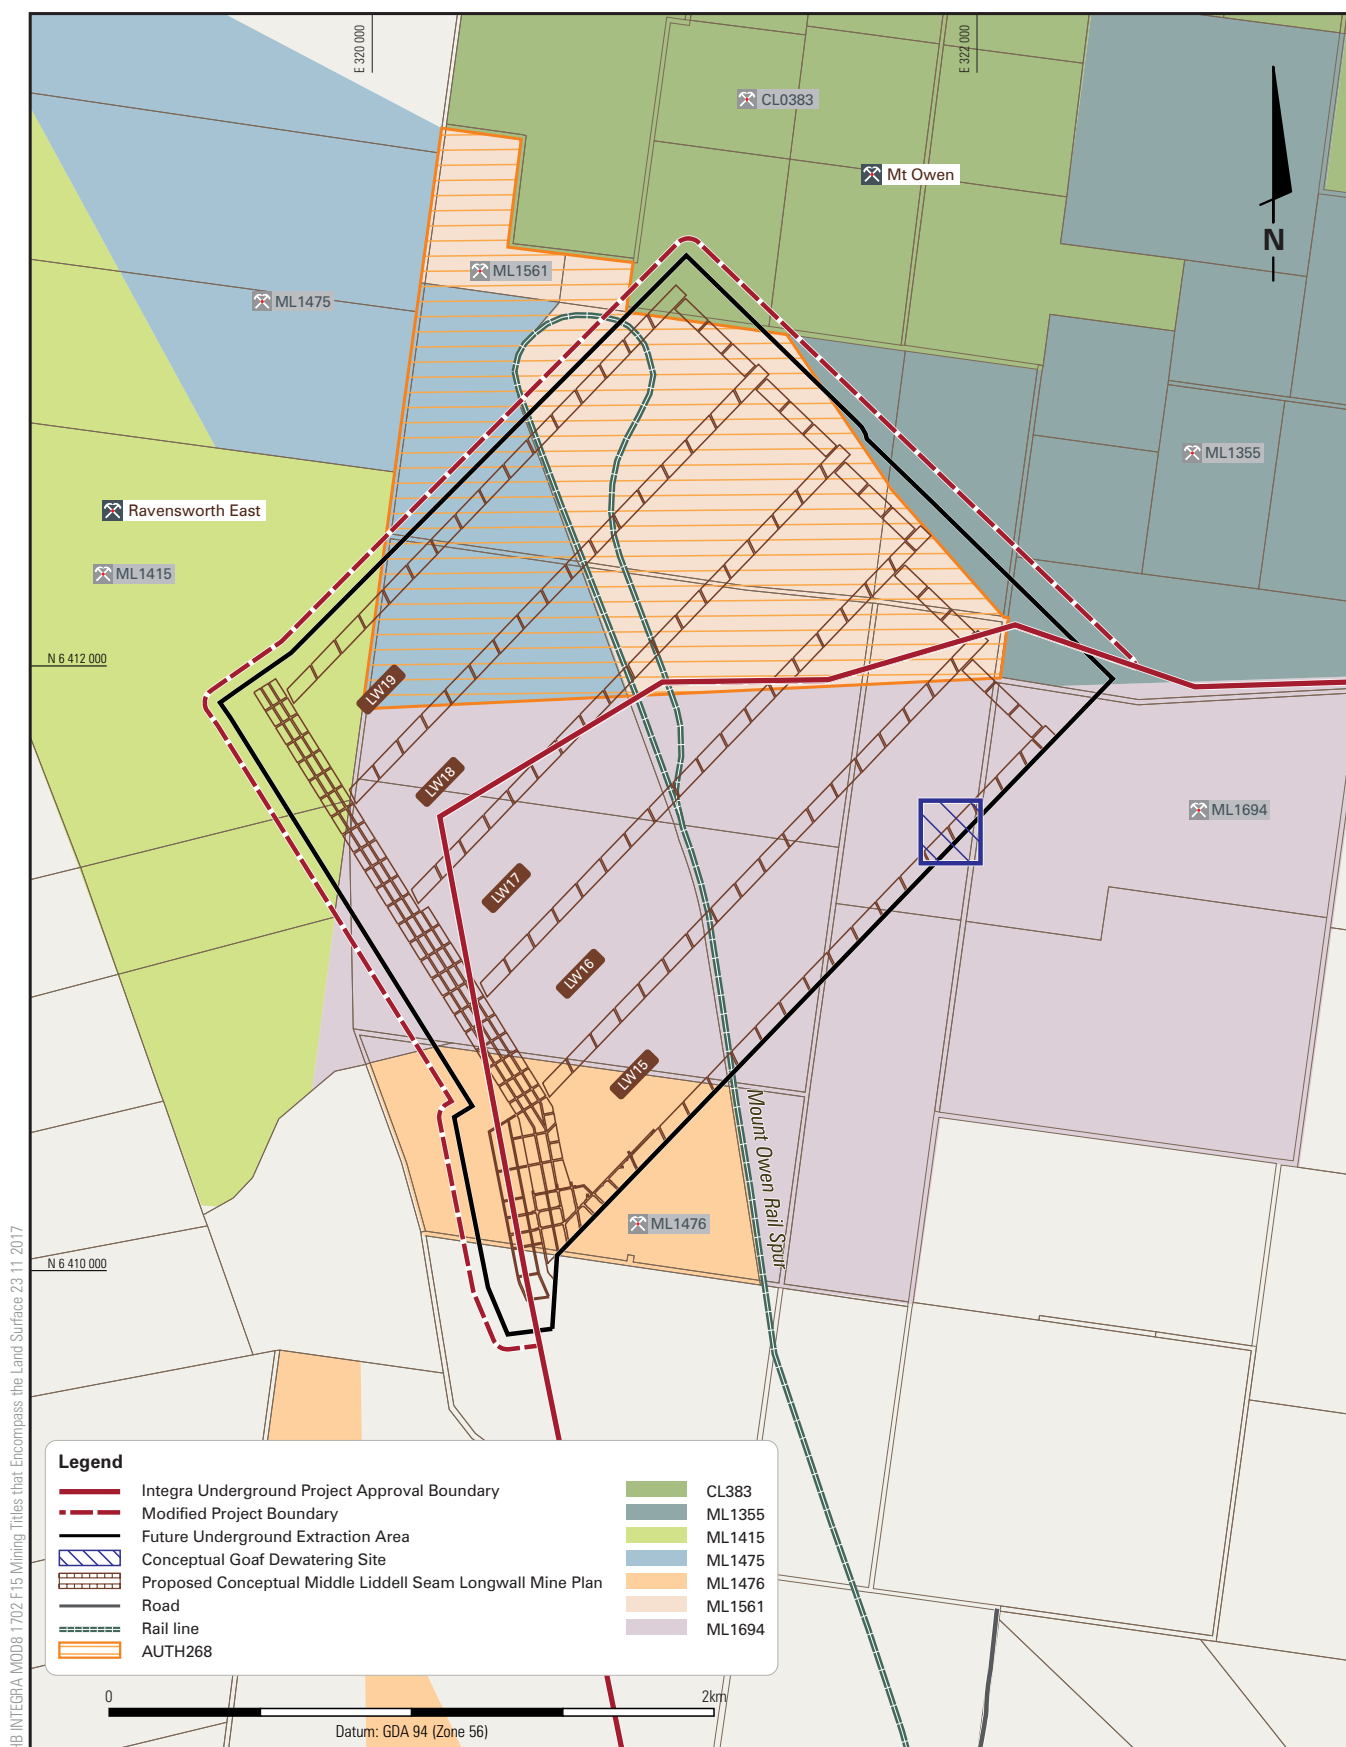 E 320 000
E 322 000
CL0383
Mt Owen
N
ML1561
ML1475
ML1355
Ravensworth East
ML1415
N 6 412 000
LW19
LW18
ML1694
LW17
LW16
LW15
Mount Owen Rail Spur
ML1476
N 6 410 000
Legend
Integra Underground Project Approval Boundary
Modified Project Boundary
Future Underground Extraction Area
Conceptual Goaf Dewatering Site
Proposed Conceptual Middle Liddell Seam Longwall Mine Plan
Road
Rail line
AUTH268
CL383
ML1355
ML1415
ML1475
ML1476
ML1561
ML1694
0
2km
Datum: GDA 94 (Zone 56)
HB INTEGRA MOD8 1702 F15 Mining Titles that Encompass the Land Surface 23 11 2017